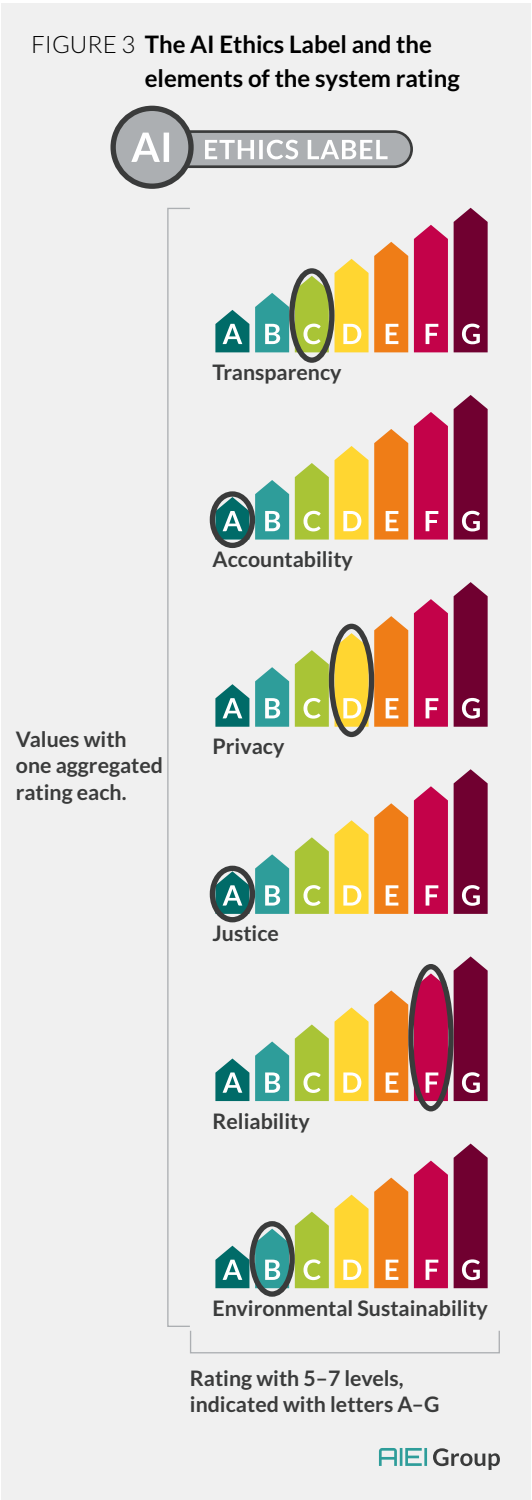 FIGURE 3 The AI Ethics Label and the
elements of the system rating
AI ETHICS LABEL
A B C D E F G
Transparency
A B C D E F G
Accountability
A B C D E F G
Privacy
Values with
one aggregated
rating each.
A B C D E F G
Justice
A B C D E F G
Reliability
A B C D E F G
Environmental Sustainability
Rating with 5–7 levels,
indicated with letters A–G
AIEI Group